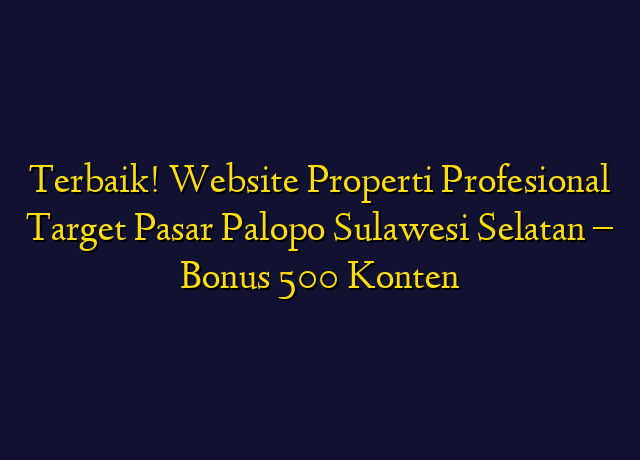 Terbaik! Website Properti Profesional
Target Pasar Palopo Sulawesi Selatan –
Bonus 500 Konten